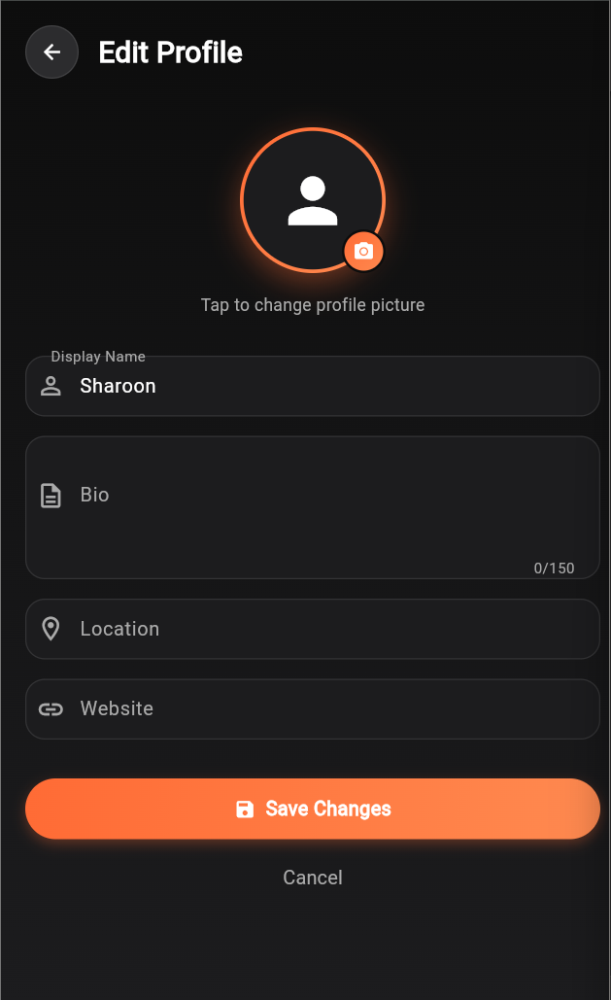 Edit Profile
Tap to change profile picture
Display Name
Sharoon
Bio
0/150
Location
Website
Save Changes
Cancel